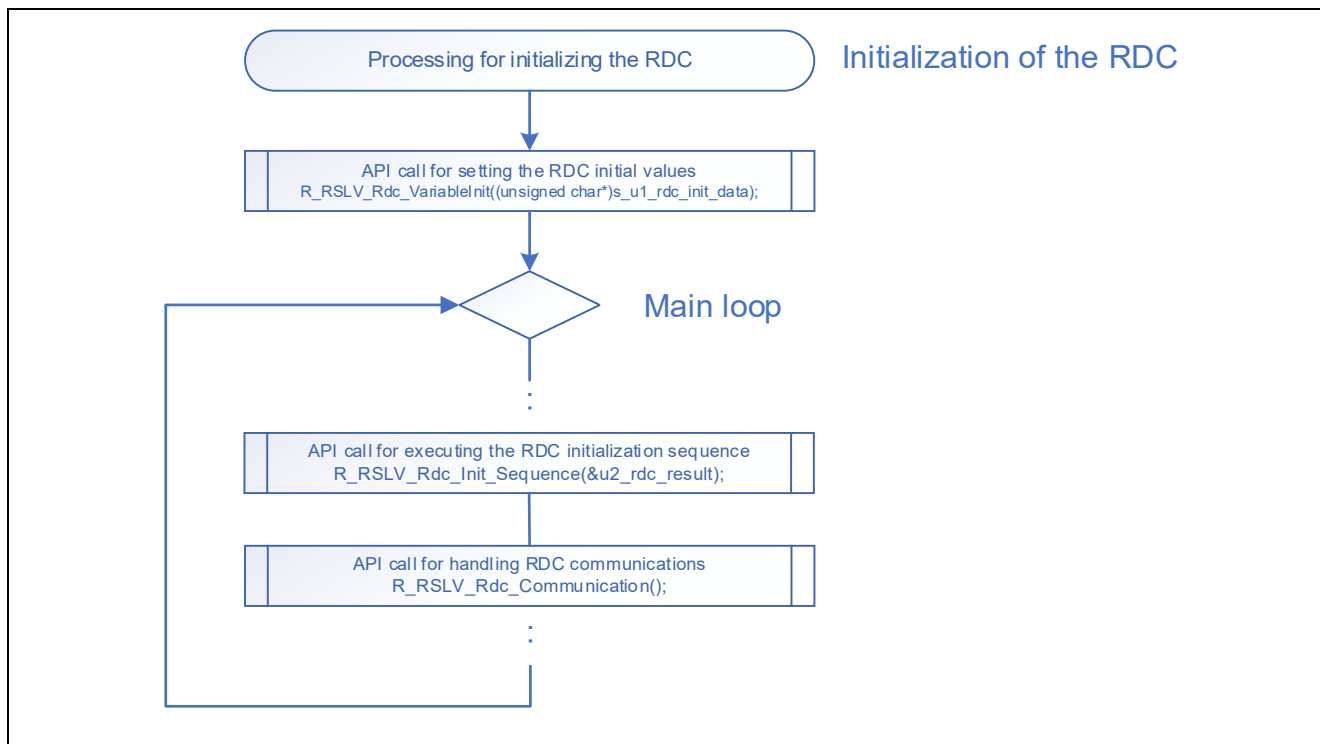 Processing for initializing the RDC
Initialization of the RDC
API call for setting the RDC initial values
R_RSLV_Rdc_VariableInit((unsigned char*)s_u1_rdc_init_data);
Main loop
:
API call for executing the RDC initialization sequence
R_RSLV_Rdc_Init_Sequence(&u2_rdc_result);
API call for handling RDC communications
R_RSLV_Rdc_Communication();
: